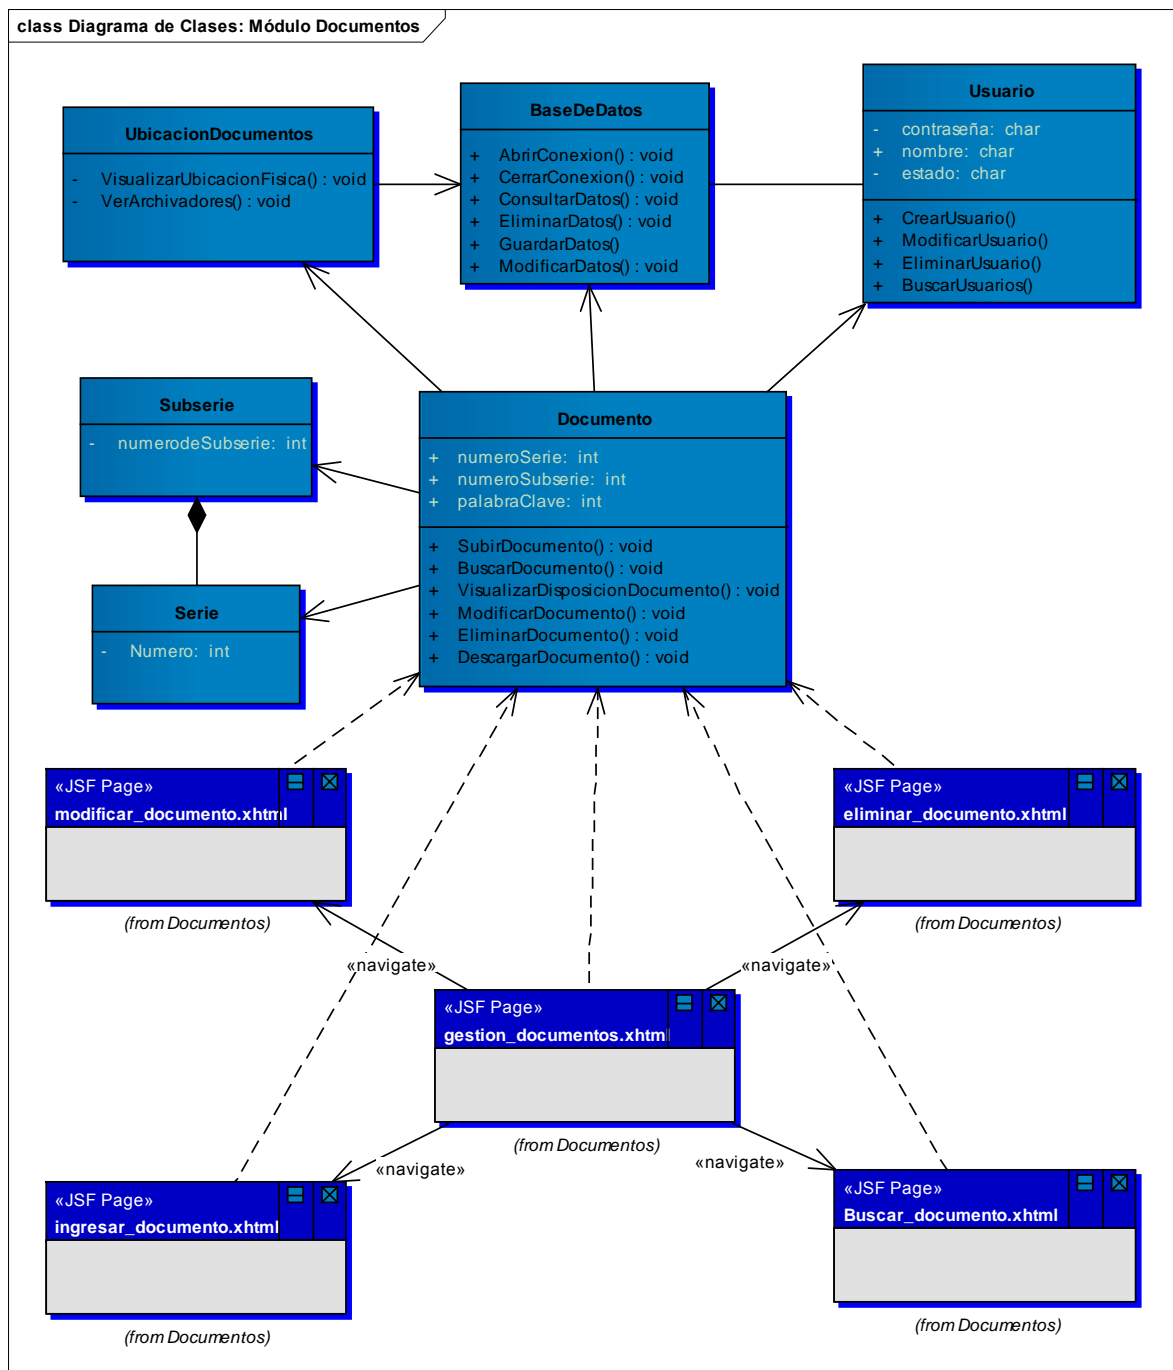 class Diagrama de Clases: Módulo Documentos
UbicacionDocumentos
- VisualizarUbicacionFisica() : void
- VerArchivadores() : void
BaseDeDatos
+ AbrirConexion() : void
+ CerrarConexion() : void
+ ConsultarDatos() : void
+ EliminarDatos() : void
+ GuardarDatos()
+ ModificarDatos() : void
Usuario
- contraseña: char
+ nombre: char
- estado: char
+ CrearUsuario()
+ ModificarUsuario()
+ EliminarUsuario()
+ BuscarUsuarios()
Subserie
- numerodeSubserie: int
Documento
+ numeroSerie: int
+ numeroSubserie: int
+ palabraClave: int
+ SubirDocumento() : void
+ BuscarDocumento() : void
+ VisualizarDisposicionDocumento() : void
+ ModificarDocumento() : void
+ EliminarDocumento() : void
+ DescargarDocumento() : void
Serie
- Numero: int
«JSF Page»
modificar_documento.xhtml
(from Documentos)
«JSF Page»
eliminar_documento.xhtml
(from Documentos)
«navigate»
«navigate»
«JSF Page»
gestion_documentos.xhtml
(from Documentos)
«navigate»
«navigate»
«JSF Page»
ingresar_documento.xhtml
(from Documentos)
«JSF Page»
Buscar_documento.xhtml
(from Documentos)